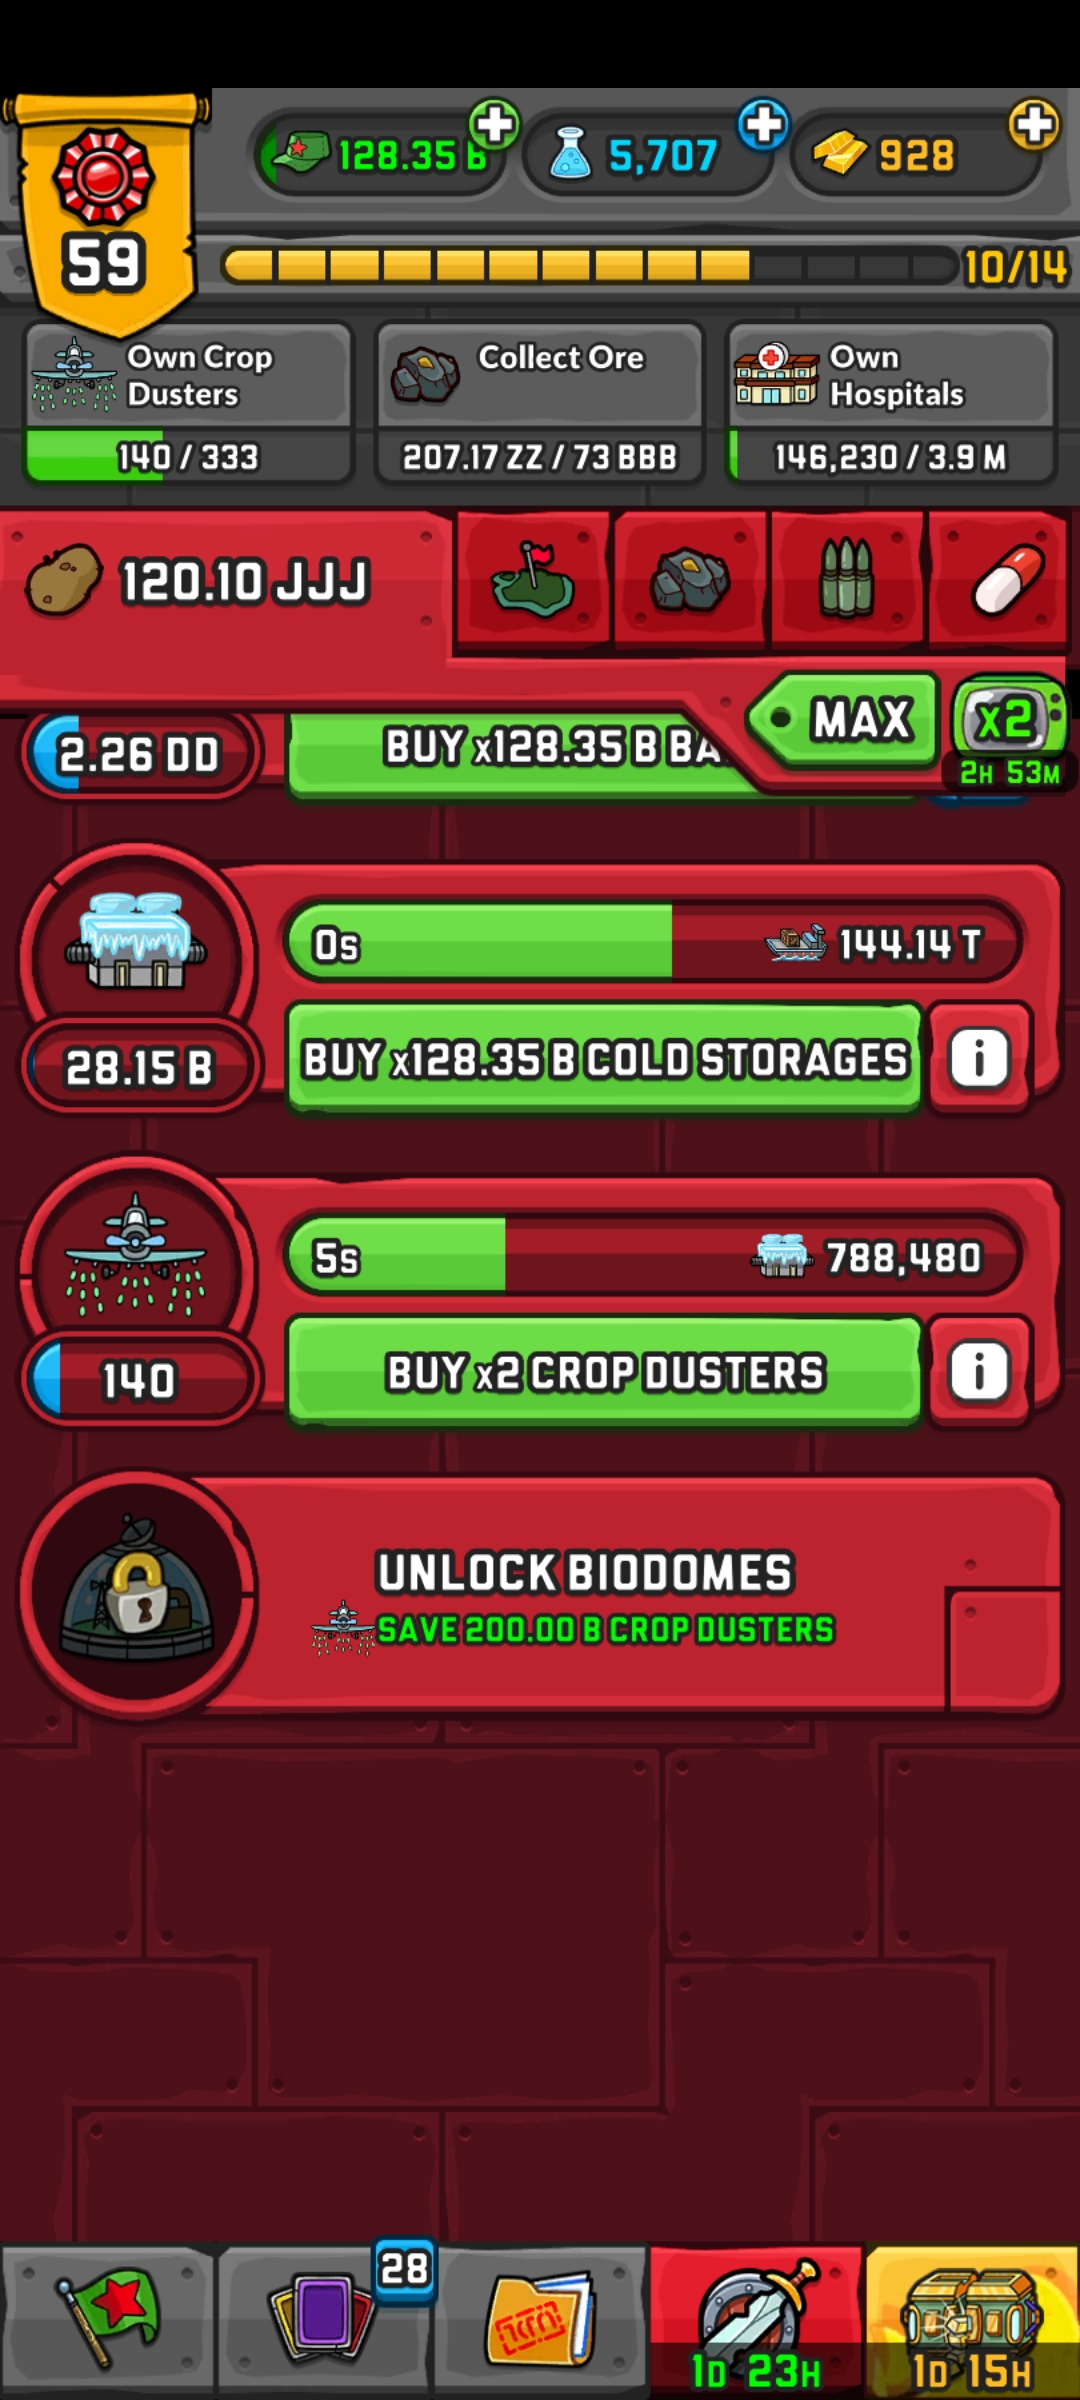 128.35 B
5,707
928
59
10/14
Own Crop
Dusters
140 / 333
Collect Ore
207.17 ZZ / 73 BBB
Own
Hospitals
146,230 / 3.9 M
120.10 JJJ
MAX
x2
2H 53M
2.26 DD
BUY x128.35 B BA
0s
144.14 T
28.15 B
BUY x128.35 B COLD STORAGES
i
5s
788,480
140
BUY x2 CROP DUSTERS
i
UNLOCK BIODOMES
SAVE 200.00 B CROP DUSTERS
28
1D 23H
1D 15H